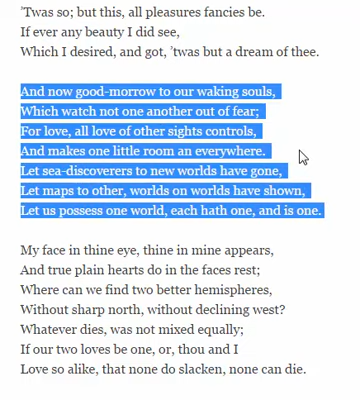 'Twas so; but this, all pleasures fancies be.
If ever any beauty I did see,
Which I desired, and got, ’twas but a dream of thee.
And now good-morrow to our waking souls,
Which watch not one another out of fear;
For love, all love of other sights controls,
And makes one little room an everywhere.
Let sea-discoverers to new worlds have gone,
Let maps to other, worlds on worlds have shown,
Let us possess one world, each hath one, and is one.
My face in thine eye, thine in mine appears,
And true plain hearts do in the faces rest;
Where can we find two better hemispheres,
Without sharp north, without declining west?
Whatever dies, was not mixed equally;
If our two loves be one, or, thou and I
Love so alike, that none do slacken, none can die.